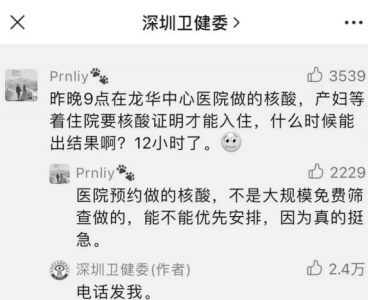 深圳卫健委>
Prnliy 3539
昨晚9点在龙华中心医院做的核酸，产妇等
着住院要核酸证明才能入住，什么时候能
出结果啊？12小时了。
Prnliy 2229
医院预约做的核酸，不是大规模免费筛
查做的，能不能优先安排，因为真的挺
急。
深圳卫健委(作者) 2.4万
电话发我。